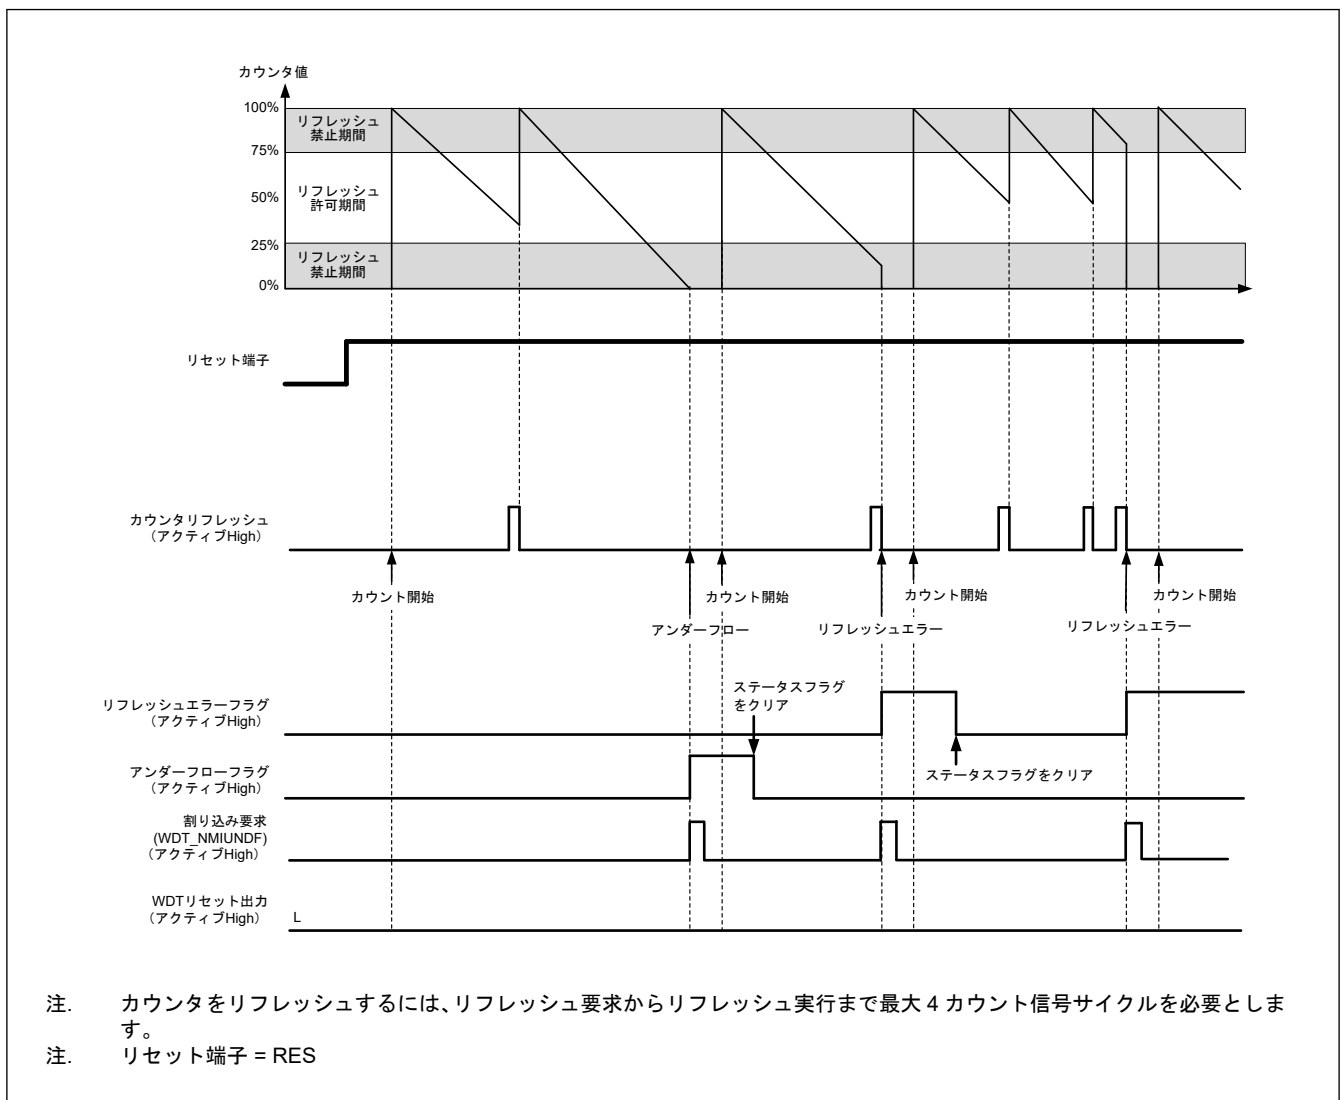 カウンタ値
100%
リフレッシュ
禁止期間
75%
リフレッシュ
許可期間
50%
25%
リフレッシュ
禁止期間
0%
リセット端子
カウンタリフレッシュ
（アクティブHigh）
カウント開始
カウント開始
カウント開始
カウント開始
アンダーフロー
リフレッシュエラー
リフレッシュエラー
ステータスフラグ
をクリア
リフレッシュエラーフラグ
（アクティブHigh）
ステータスフラグをクリア
アンダーフローフラグ
（アクティブHigh）
割り込み要求
(WDT_NMIUNDF)
（アクティブHigh）
WDTリセット出力
（アクティブHigh）
L
注. カウンタをリフレッシュするには、リフレッシュ要求からリフレッシュ実行まで最大 4 カウント信号サイクルを必要としま
す。
注. リセット端子 = RES